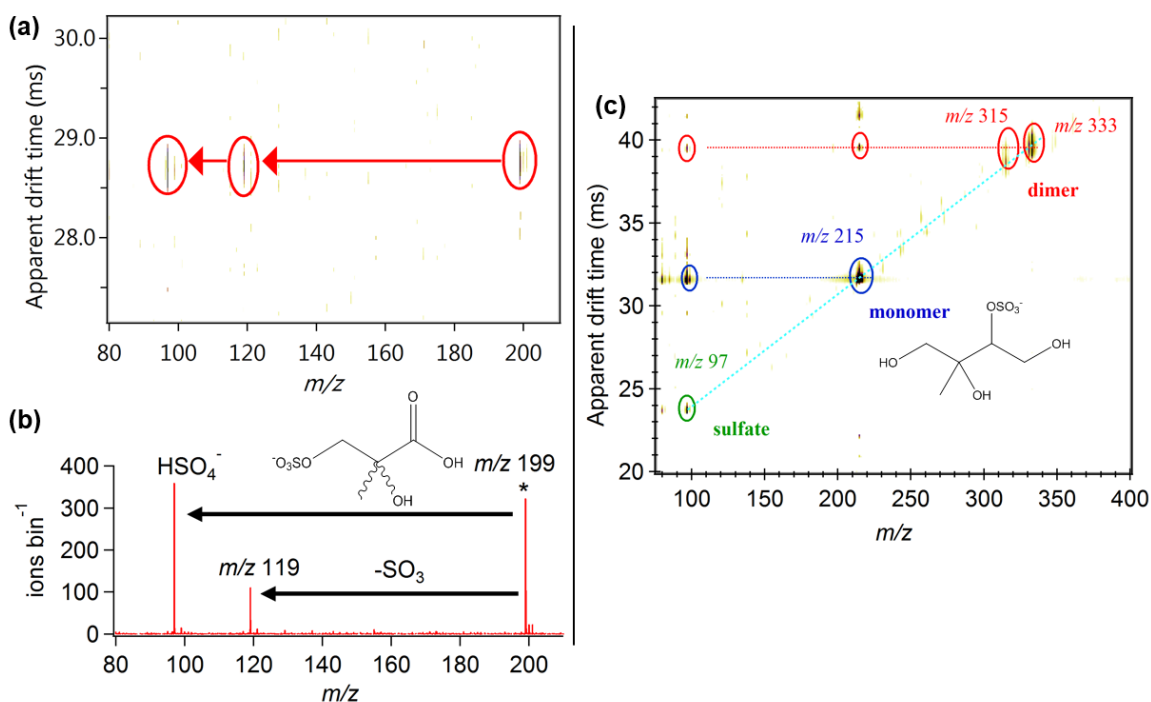 (a)
Apparent drift time (ms)
30.0
29.0
28.0
80 100 120 140 160 180 200
m/z
(b)
ions bin-1
400
300
200
100
0
HSO4-
-O3SO
O
OH
OH
m/z 199
*
m/z 119
-SO3
80 100 120 140 160 180 200
m/z
(c)
Apparent drift time (ms)
40
35
30
25
20
m/z 315
m/z 333
dimer
m/z 215
monomer
OSO3-
HO
OH
OH
m/z 97
sulfate
100 150 200 250 300 350 400
m/z